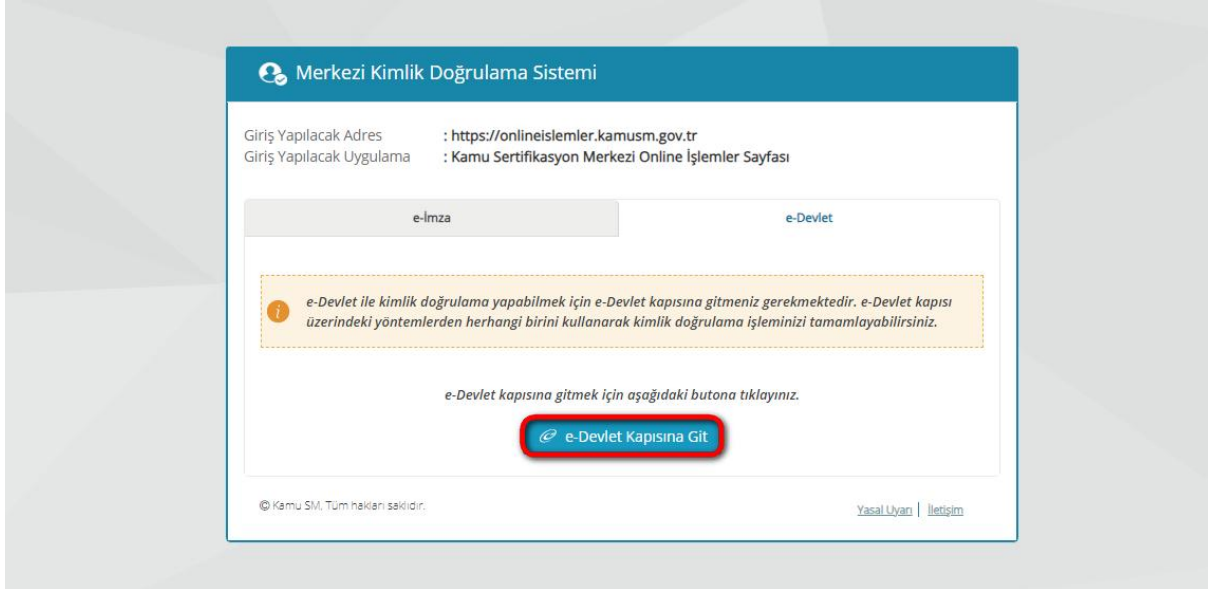 Merkezi Kimlik Doğrulama Sistemi
Giriş Yapılacak Adres : https://onlineislemler.kamusm.gov.tr
Giriş Yapılacak Uygulama : Kamu Sertifikasyon Merkezi Online İşlemler Sayfası
e-İmza e-Devlet
e-Devlet ile kimlik doğrulama yapabilmek için e-Devlet kapısına gitmeniz gerekmektedir. e-Devlet kapısı
üzerindeki yöntemlerden herhangi birini kullanarak kimlik doğrulama işleminizi tamamlayabilirsiniz.
e-Devlet kapısına gitmek için aşağıdaki butona tıklayınız.
e-Devlet Kapısına Git
© Kamu SM, Tüm hakları saklıdır. Yasal Uyarı | İletişim